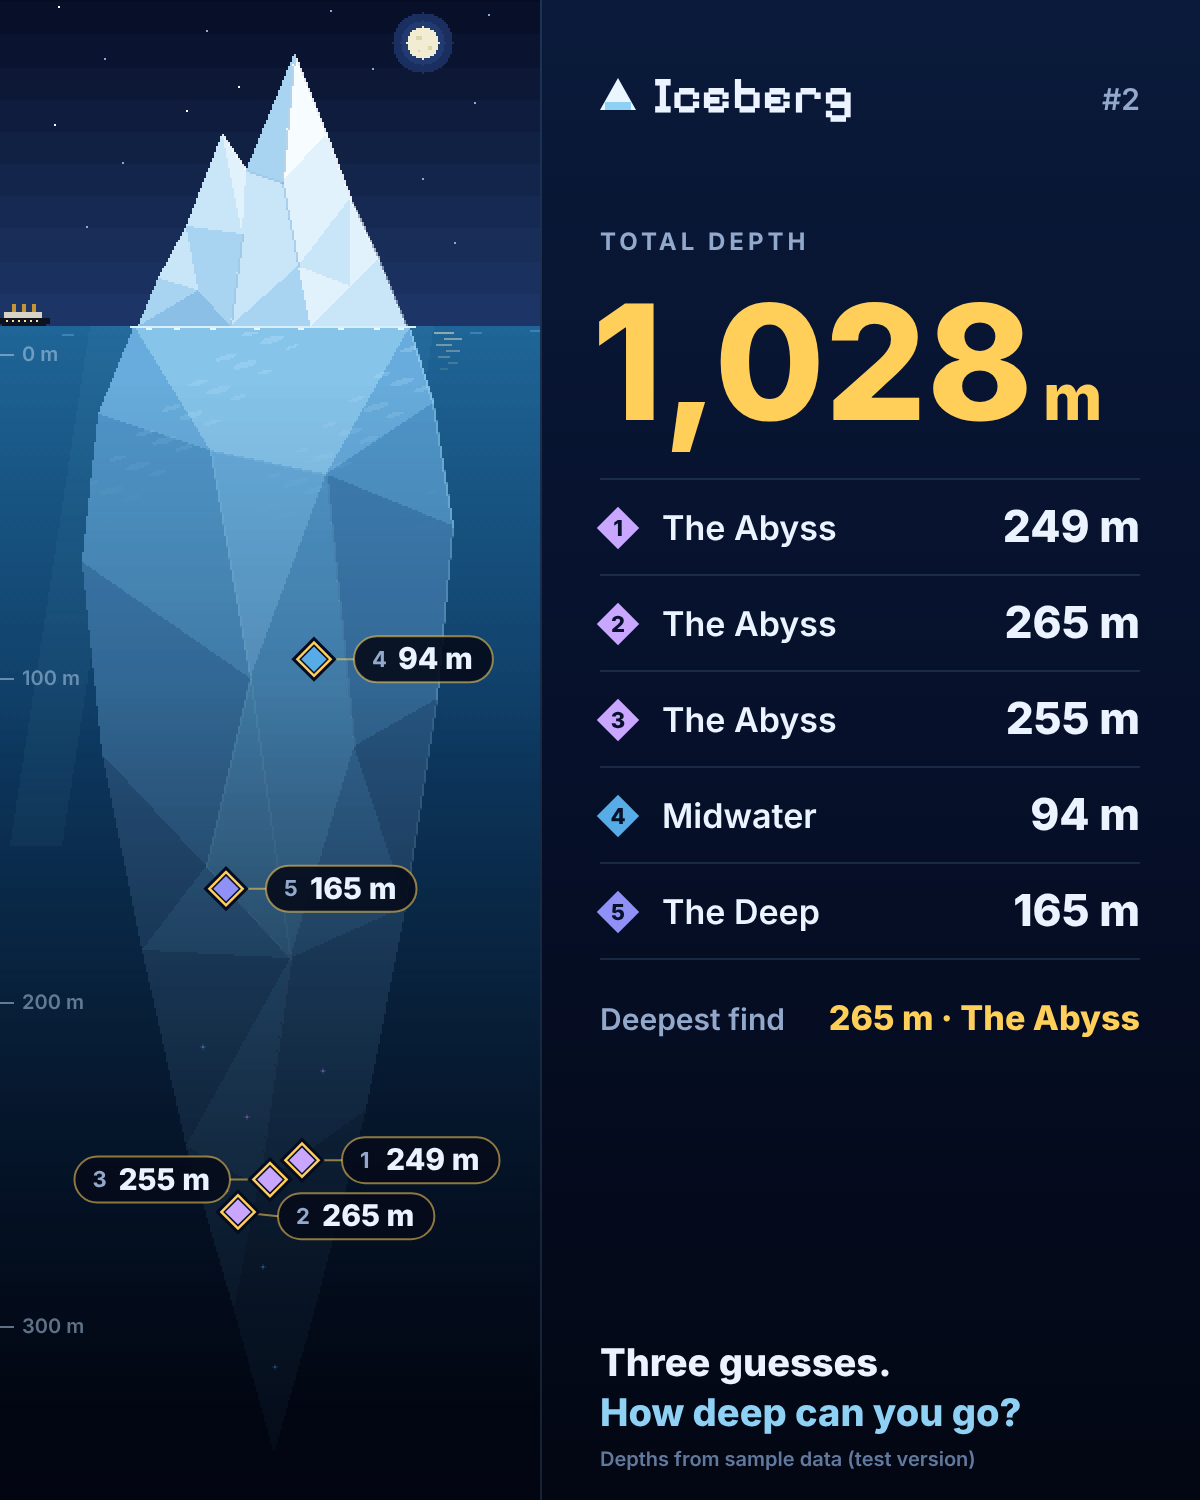 0 m
100 m
200 m
300 m
4 94 m
5 165 m
1 249 m
3 255 m
2 265 m
Iceberg
#2
TOTAL DEPTH
1,028 m
1 The Abyss 249 m
2 The Abyss 265 m
3 The Abyss 255 m
4 Midwater 94 m
5 The Deep 165 m
Deepest find 265 m · The Abyss
Three guesses.
How deep can you go?
Depths from sample data (test version)